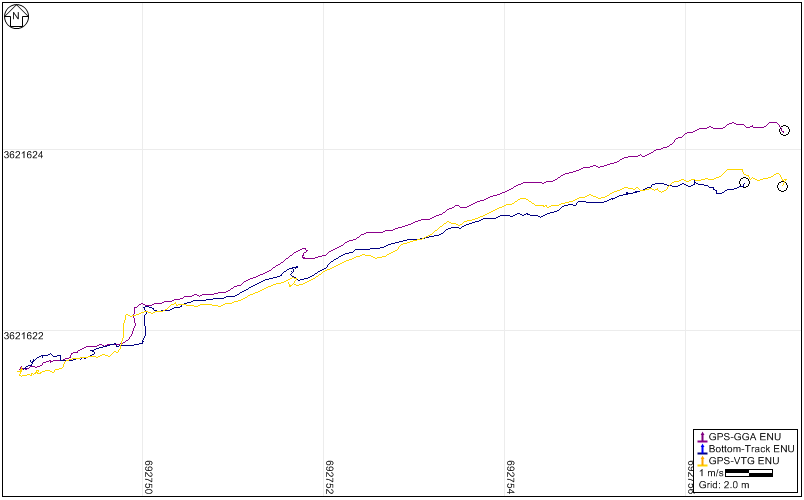 N
3621624
3621622
692750
692752
692754
GPS-GGA ENU
Bottom-Track ENU
GPS-VTG ENU
1 m/s
Grid: 2.0 m